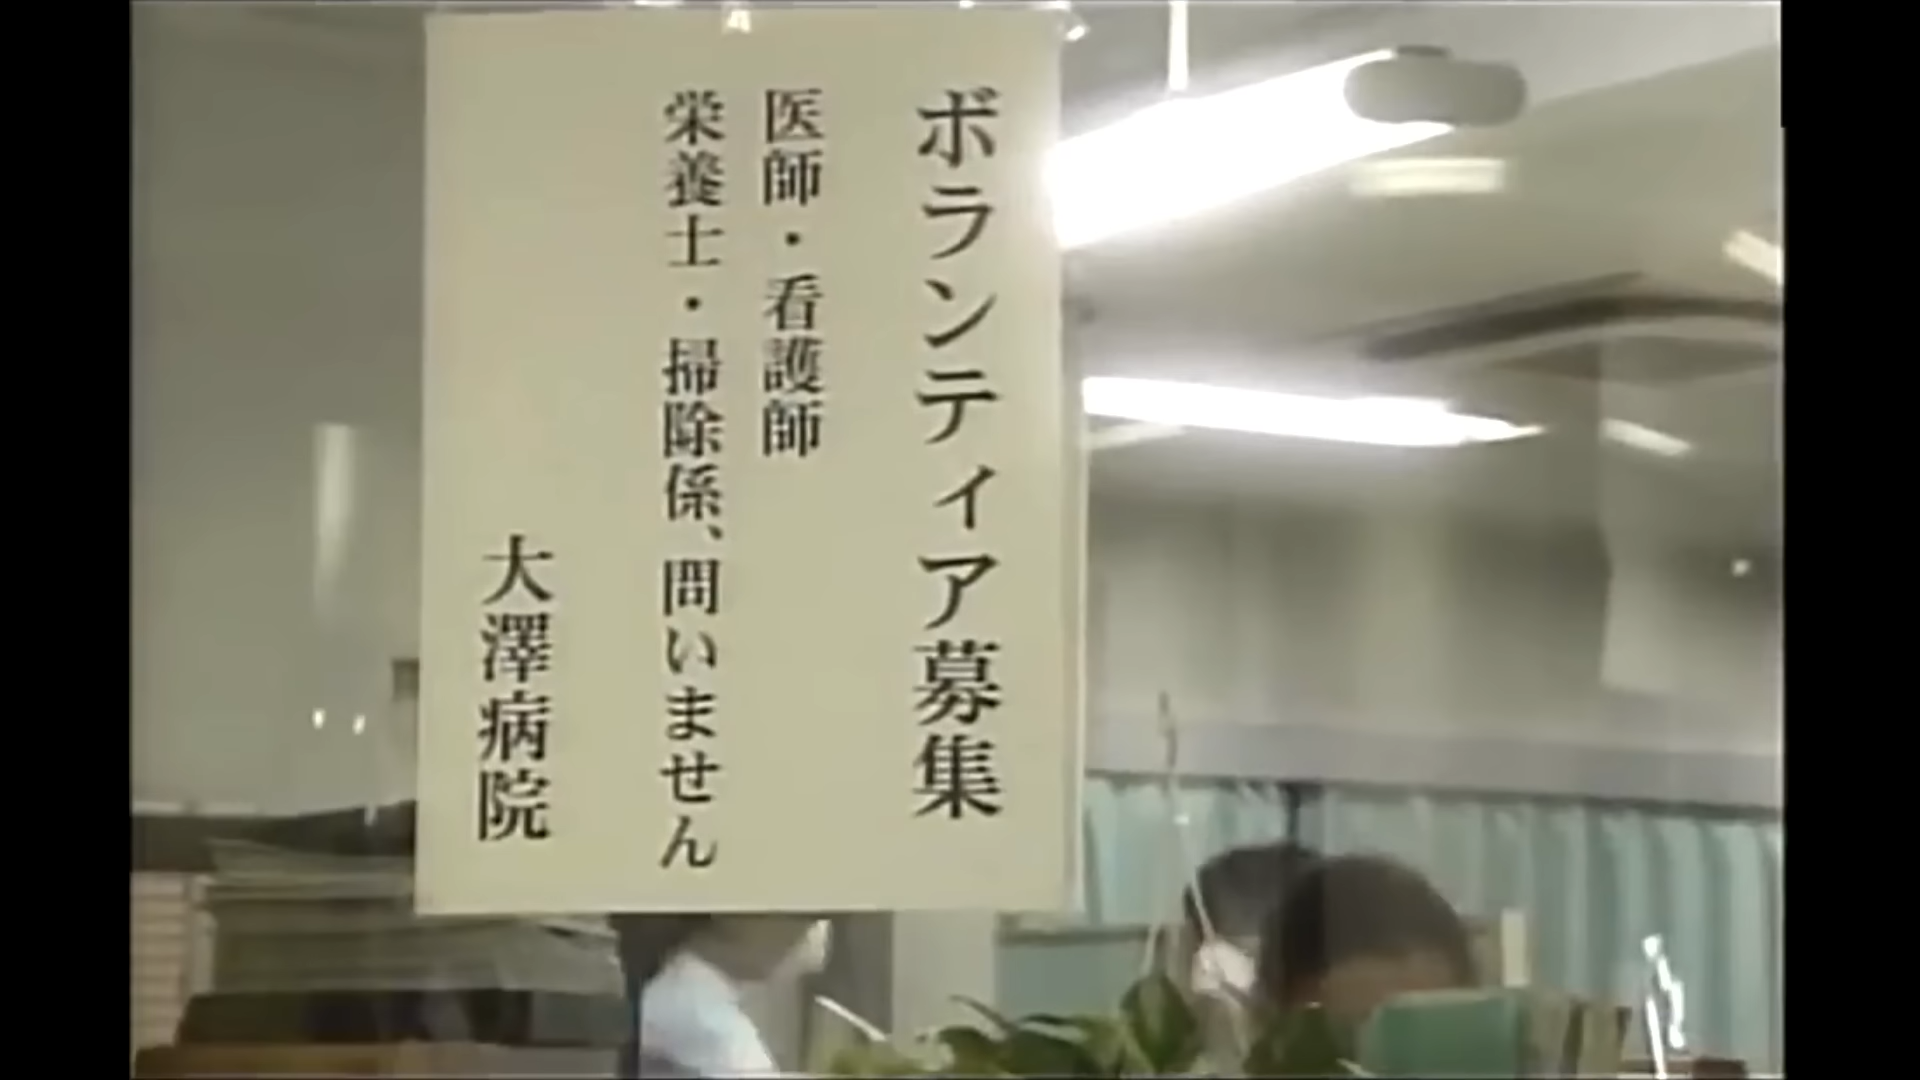 ボランティア募集
医師・看護師
栄養士・掃除係、問いません
大澤病院